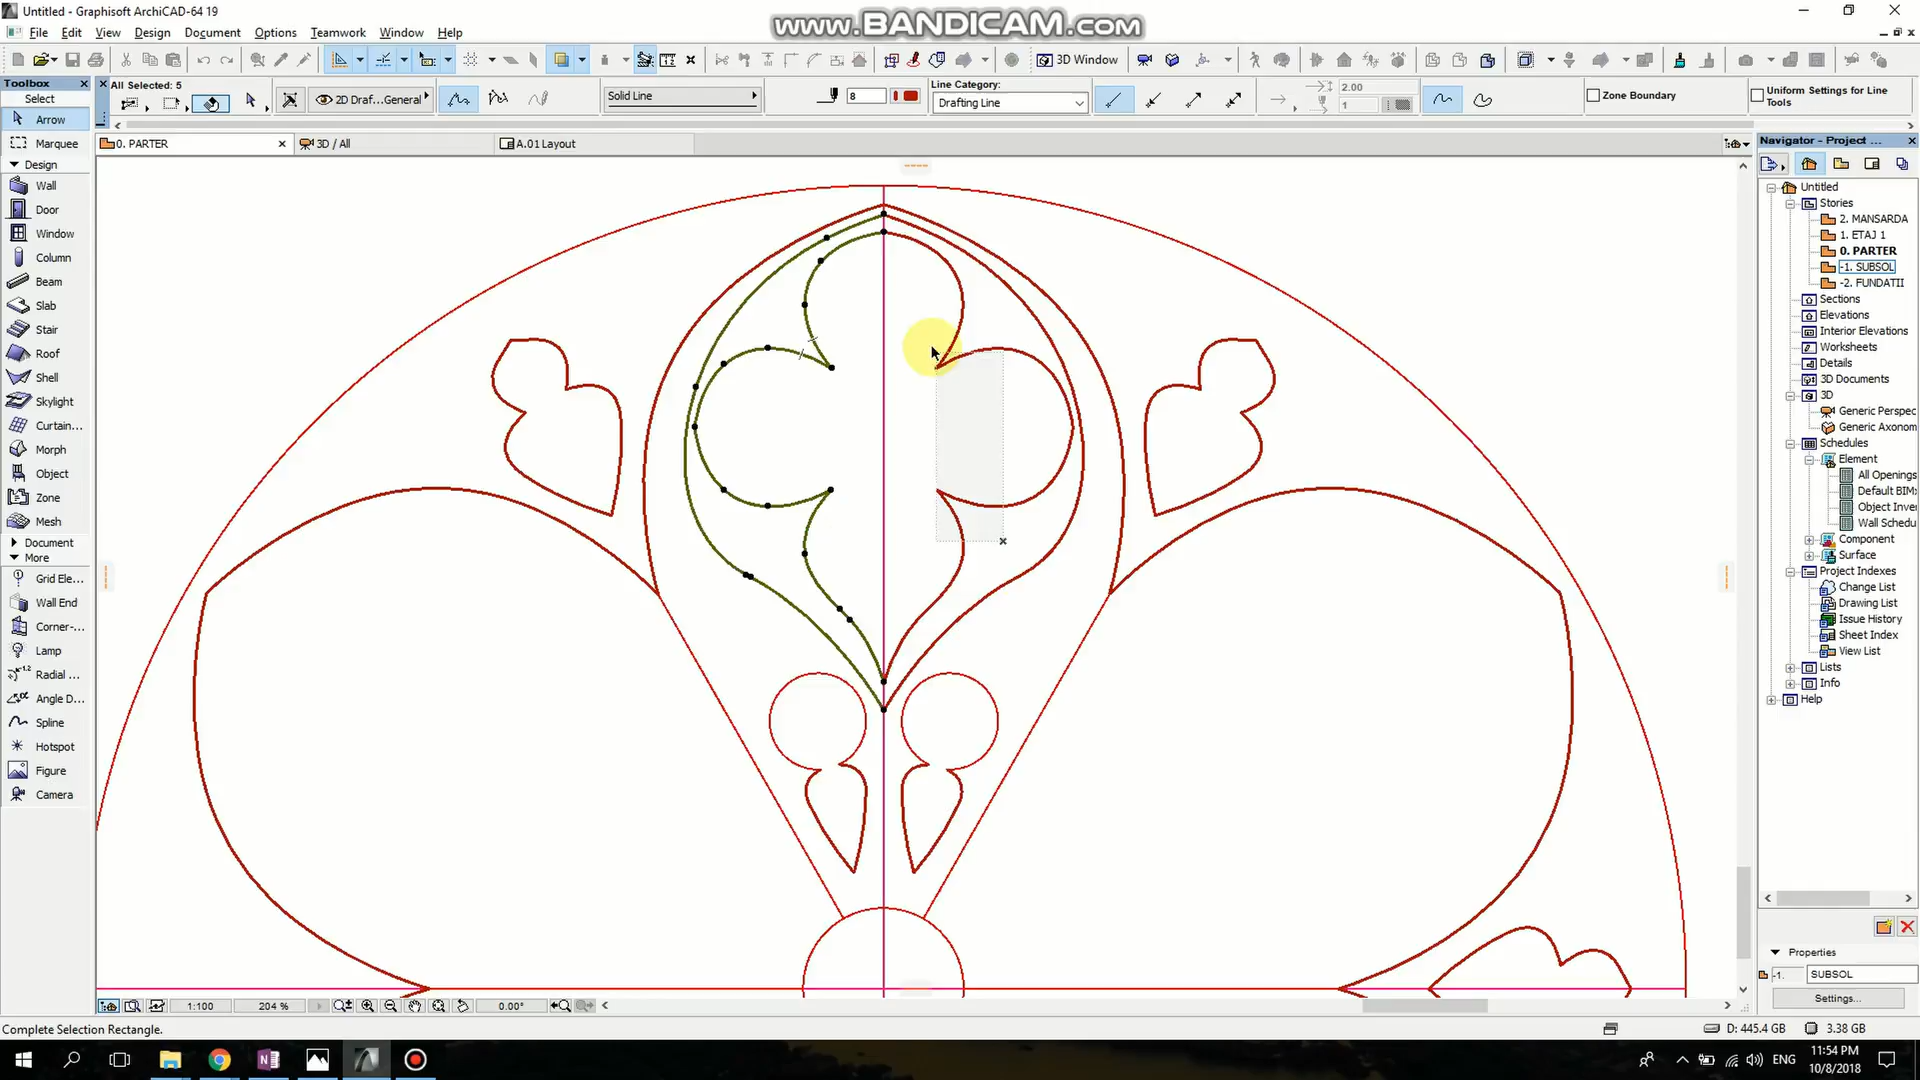 Untitled - Graphisoft ArchiCAD-64 19
www.BANDICAM.com
File Edit View Design Document Options Teamwork Window Help
3D Window
Toolbox
Select
Arrow
Marquee
Design
Wall
Door
Window
Column
Beam
Slab
Stair
Roof
Shell
Skylight
Curtain...
Morph
Object
Zone
Mesh
Document
More
Grid Ele...
Wall End
Corner-...
Lamp
Radial ...
Angle D...
Spline
Hotspot
Figure
Camera
All Selected: 5
2D Draf...General
Solid Line
8
Line Category:
Drafting Line
2.00
1
Zone Boundary
Uniform Settings for Line Tools
0. PARTER
3D / All
A.01 Layout
Navigator - Project ...
Untitled
Stories
2. MANSARDA
1. ETAJ 1
0. PARTER
-1. SUBSOL
-2. FUNDATII
Sections
Elevations
Interior Elevations
Worksheets
Details
3D Documents
3D
Generic Perspec
Generic Axonom
Schedules
Element
All Openings
Default BIM
Object Inve
Wall Schedu
Component
Surface
Project Indexes
Change List
Drawing List
Issue History
Sheet Index
View List
Lists
Info
Help
Properties
-1.
SUBSOL
Settings...
1:100
204 %
0.00°
Complete Selection Rectangle.
D: 445.4 GB
3.38 GB
ENG
11:54 PM
10/8/2018